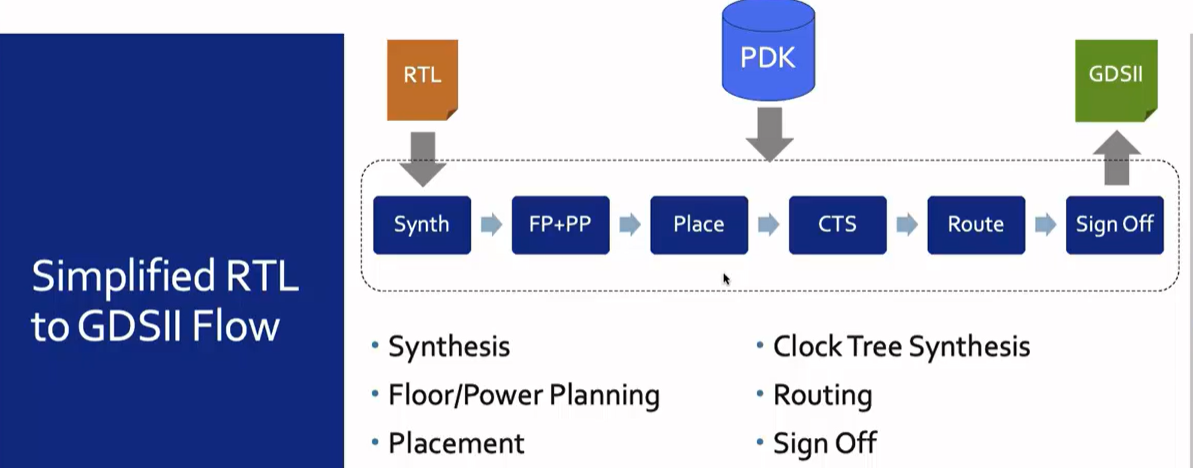 RTL
PDK
GDSII
Synth
FP+PP
Place
CTS
Route
Sign Off
Simplified RTL
to GDSII Flow
• Synthesis
• Floor/Power Planning
• Placement
• Clock Tree Synthesis
• Routing
• Sign Off